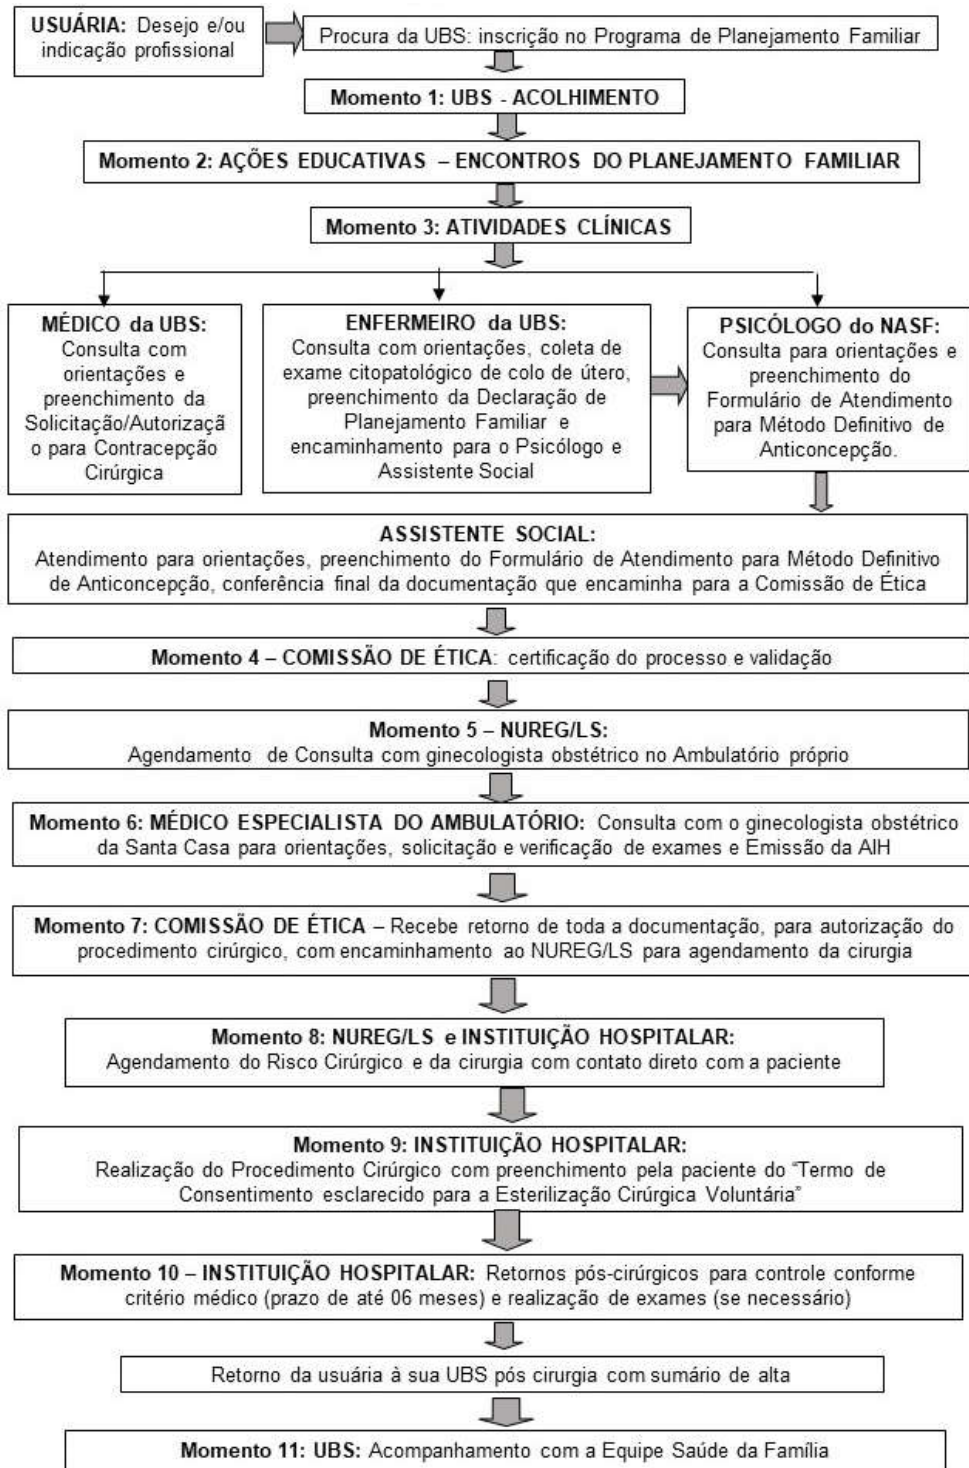 USUÁRIA: Desejo e/ou
indicação profissional
Procura da UBS: inscrição no Programa de Planejamento Familiar
Momento 1: UBS - ACOLHIMENTO
Momento 2: AÇÕES EDUCATIVAS – ENCONTROS DO PLANEJAMENTO FAMILIAR
Momento 3: ATIVIDADES CLÍNICAS
MÉDICO da UBS:
Consulta com
orientações e
preenchimento da
Solicitação/Autorizaçã
o para Contracepção
Cirúrgica
ENFERMEIRO da UBS:
Consulta com orientações, coleta de
exame citopatológico de colo de útero,
preenchimento da Declaração de
Planejamento Familiar e
encaminhamento para o Psicólogo e
Assistente Social
PSICÓLOGO do NASF:
Consulta para orientações e
preenchimento do
Formulário de Atendimento
para Método Definitivo de
Anticoncepção.
ASSISTENTE SOCIAL:
Atendimento para orientações, preenchimento do Formulário de Atendimento para Método Definitivo
de Anticoncepção, conferência final da documentação que encaminha para a Comissão de Ética
Momento 4 – COMISSÃO DE ÉTICA: certificação do processo e validação
Momento 5 – NUREG/LS:
Agendamento de Consulta com ginecologista obstétrico no Ambulatório próprio
Momento 6: MÉDICO ESPECIALISTA DO AMBULATÓRIO: Consulta com o ginecologista obstétrico
da Santa Casa para orientações, solicitação e verificação de exames e Emissão da AIH
Momento 7: COMISSÃO DE ÉTICA – Recebe retorno de toda a documentação, para autorização do
procedimento cirúrgico, com encaminhamento ao NUREG/LS para agendamento da cirurgia
Momento 8: NUREG/LS e INSTITUIÇÃO HOSPITALAR:
Agendamento do Risco Cirúrgico e da cirurgia com contato direto com a paciente
Momento 9: INSTITUIÇÃO HOSPITALAR:
Realização do Procedimento Cirúrgico com preenchimento pela paciente do “Termo de
Consentimento esclarecido para a Esterilização Cirúrgica Voluntária”
Momento 10 – INSTITUIÇÃO HOSPITALAR: Retornos pós-cirúrgicos para controle conforme
critério médico (prazo de até 06 meses) e realização de exames (se necessário)
Retorno da usuária à sua UBS pós cirurgia com sumário de alta
Momento 11: UBS: Acompanhamento com a Equipe Saúde da Família